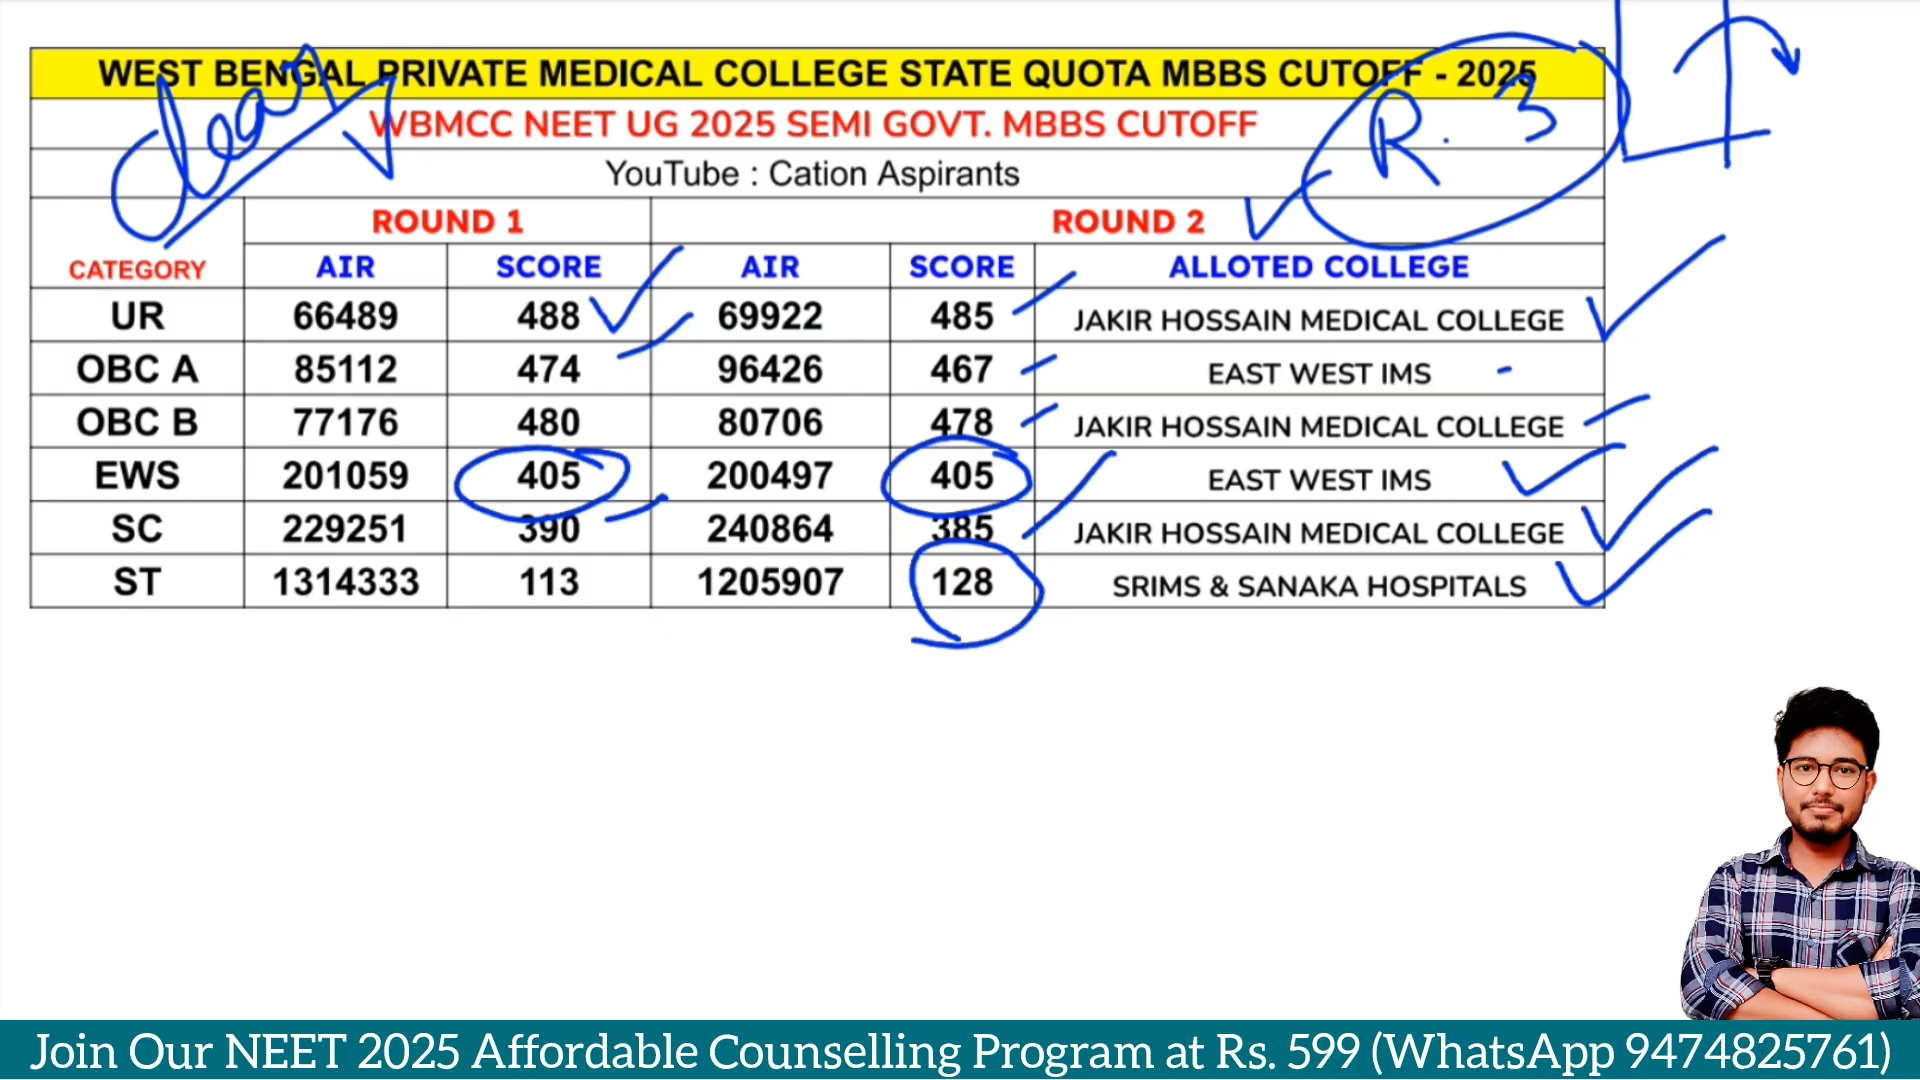 WEST BENGAL PRIVATE MEDICAL COLLEGE STATE QUOTA MBBS CUTOFF - 2025
WBMCC NEET UG 2025 SEMI GOVT. MBBS CUTOFF
R. 3
YouTube : Cation Aspirants
ROUND 1 ROUND 2
CATEGORY AIR SCORE AIR SCORE ALLOTED COLLEGE
UR 66489 488 69922 485 JAKIR HOSSAIN MEDICAL COLLEGE
OBC A 85112 474 96426 467 EAST WEST IMS
OBC B 77176 480 80706 478 JAKIR HOSSAIN MEDICAL COLLEGE
EWS 201059 405 200497 405 EAST WEST IMS
SC 229251 390 240864 385 JAKIR HOSSAIN MEDICAL COLLEGE
ST 1314333 113 1205907 128 SRIMS & SANAKA HOSPITALS
Join Our NEET 2025 Affordable Counselling Program at Rs. 599 (WhatsApp 9474825761)